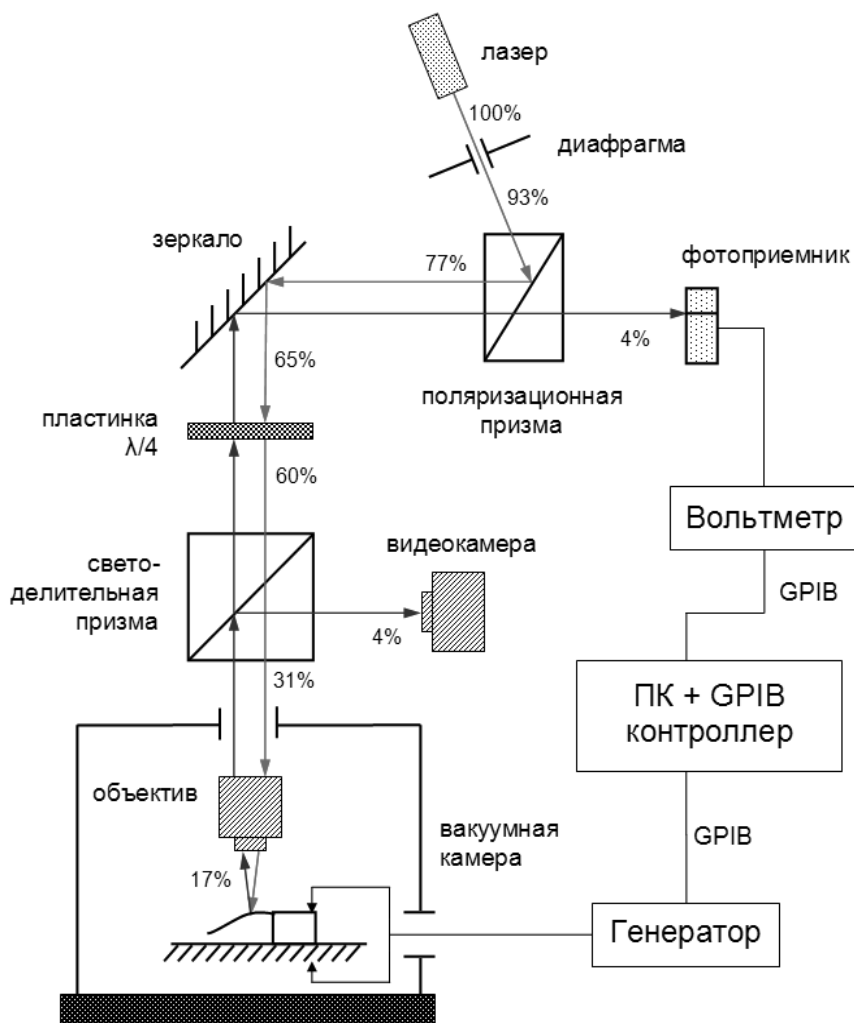 лазер
100%
диафрагма
93%
зеркало
77%
фотоприемник
4%
65%
поляризационная
призма
пластинка
λ/4
60%
Вольтметр
видеокамера
свето-
делительная
призма
4%
GPIB
31%
ПК + GPIB
контроллер
объектив
вакуумная
камера
GPIB
17%
Генератор